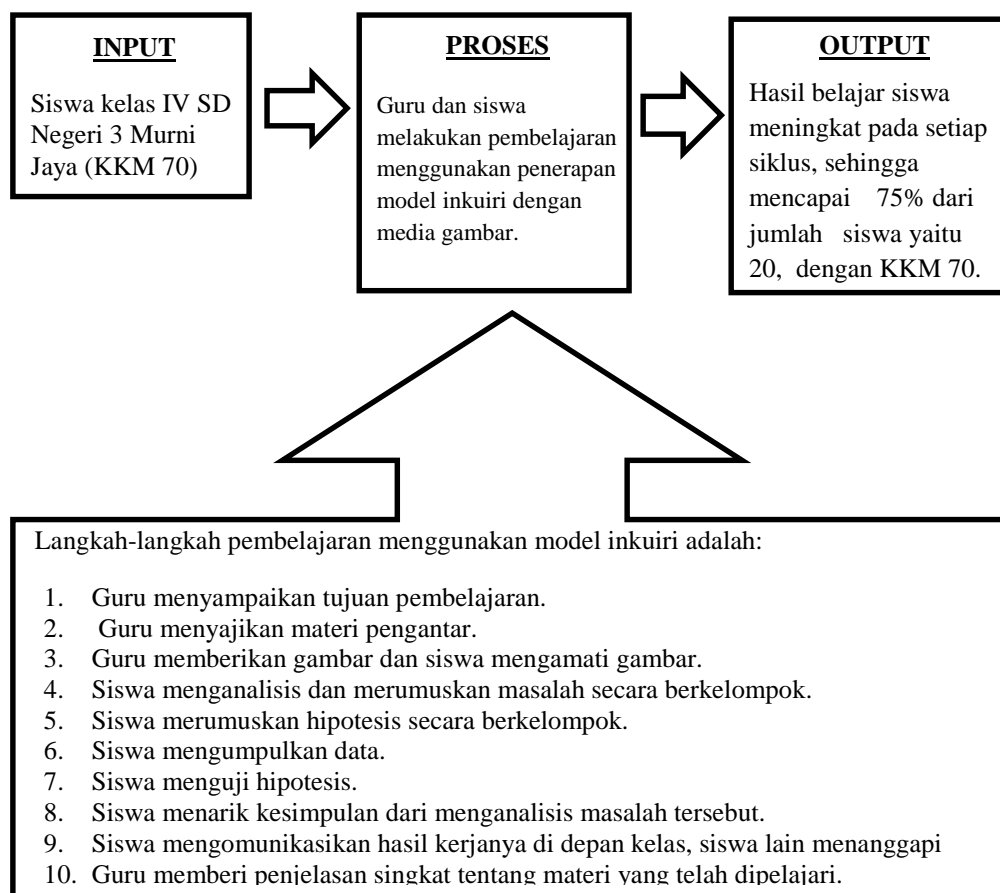 INPUT
Siswa kelas IV SD
Negeri 3 Murni
Jaya (KKM 70)
PROSES
Guru dan siswa
melakukan pembelajaran
menggunakan penerapan
model inkuiri dengan
media gambar.
OUTPUT
Hasil belajar siswa
meningkat pada setiap
siklus, sehingga
mencapai 75% dari
jumlah siswa yaitu
20, dengan KKM 70.
Langkah-langkah pembelajaran menggunakan model inkuiri adalah:
1. Guru menyampaikan tujuan pembelajaran.
2. Guru menyajikan materi pengantar.
3. Guru memberikan gambar dan siswa mengamati gambar.
4. Siswa menganalisis dan merumuskan masalah secara berkelompok.
5. Siswa merumuskan hipotesis secara berkelompok.
6. Siswa mengumpulkan data.
7. Siswa menguji hipotesis.
8. Siswa menarik kesimpulan dari menganalisis masalah tersebut.
9. Siswa mengomunikasikan hasil kerjanya di depan kelas, siswa lain menanggapi
10. Guru memberi penjelasan singkat tentang materi yang telah dipelajari.